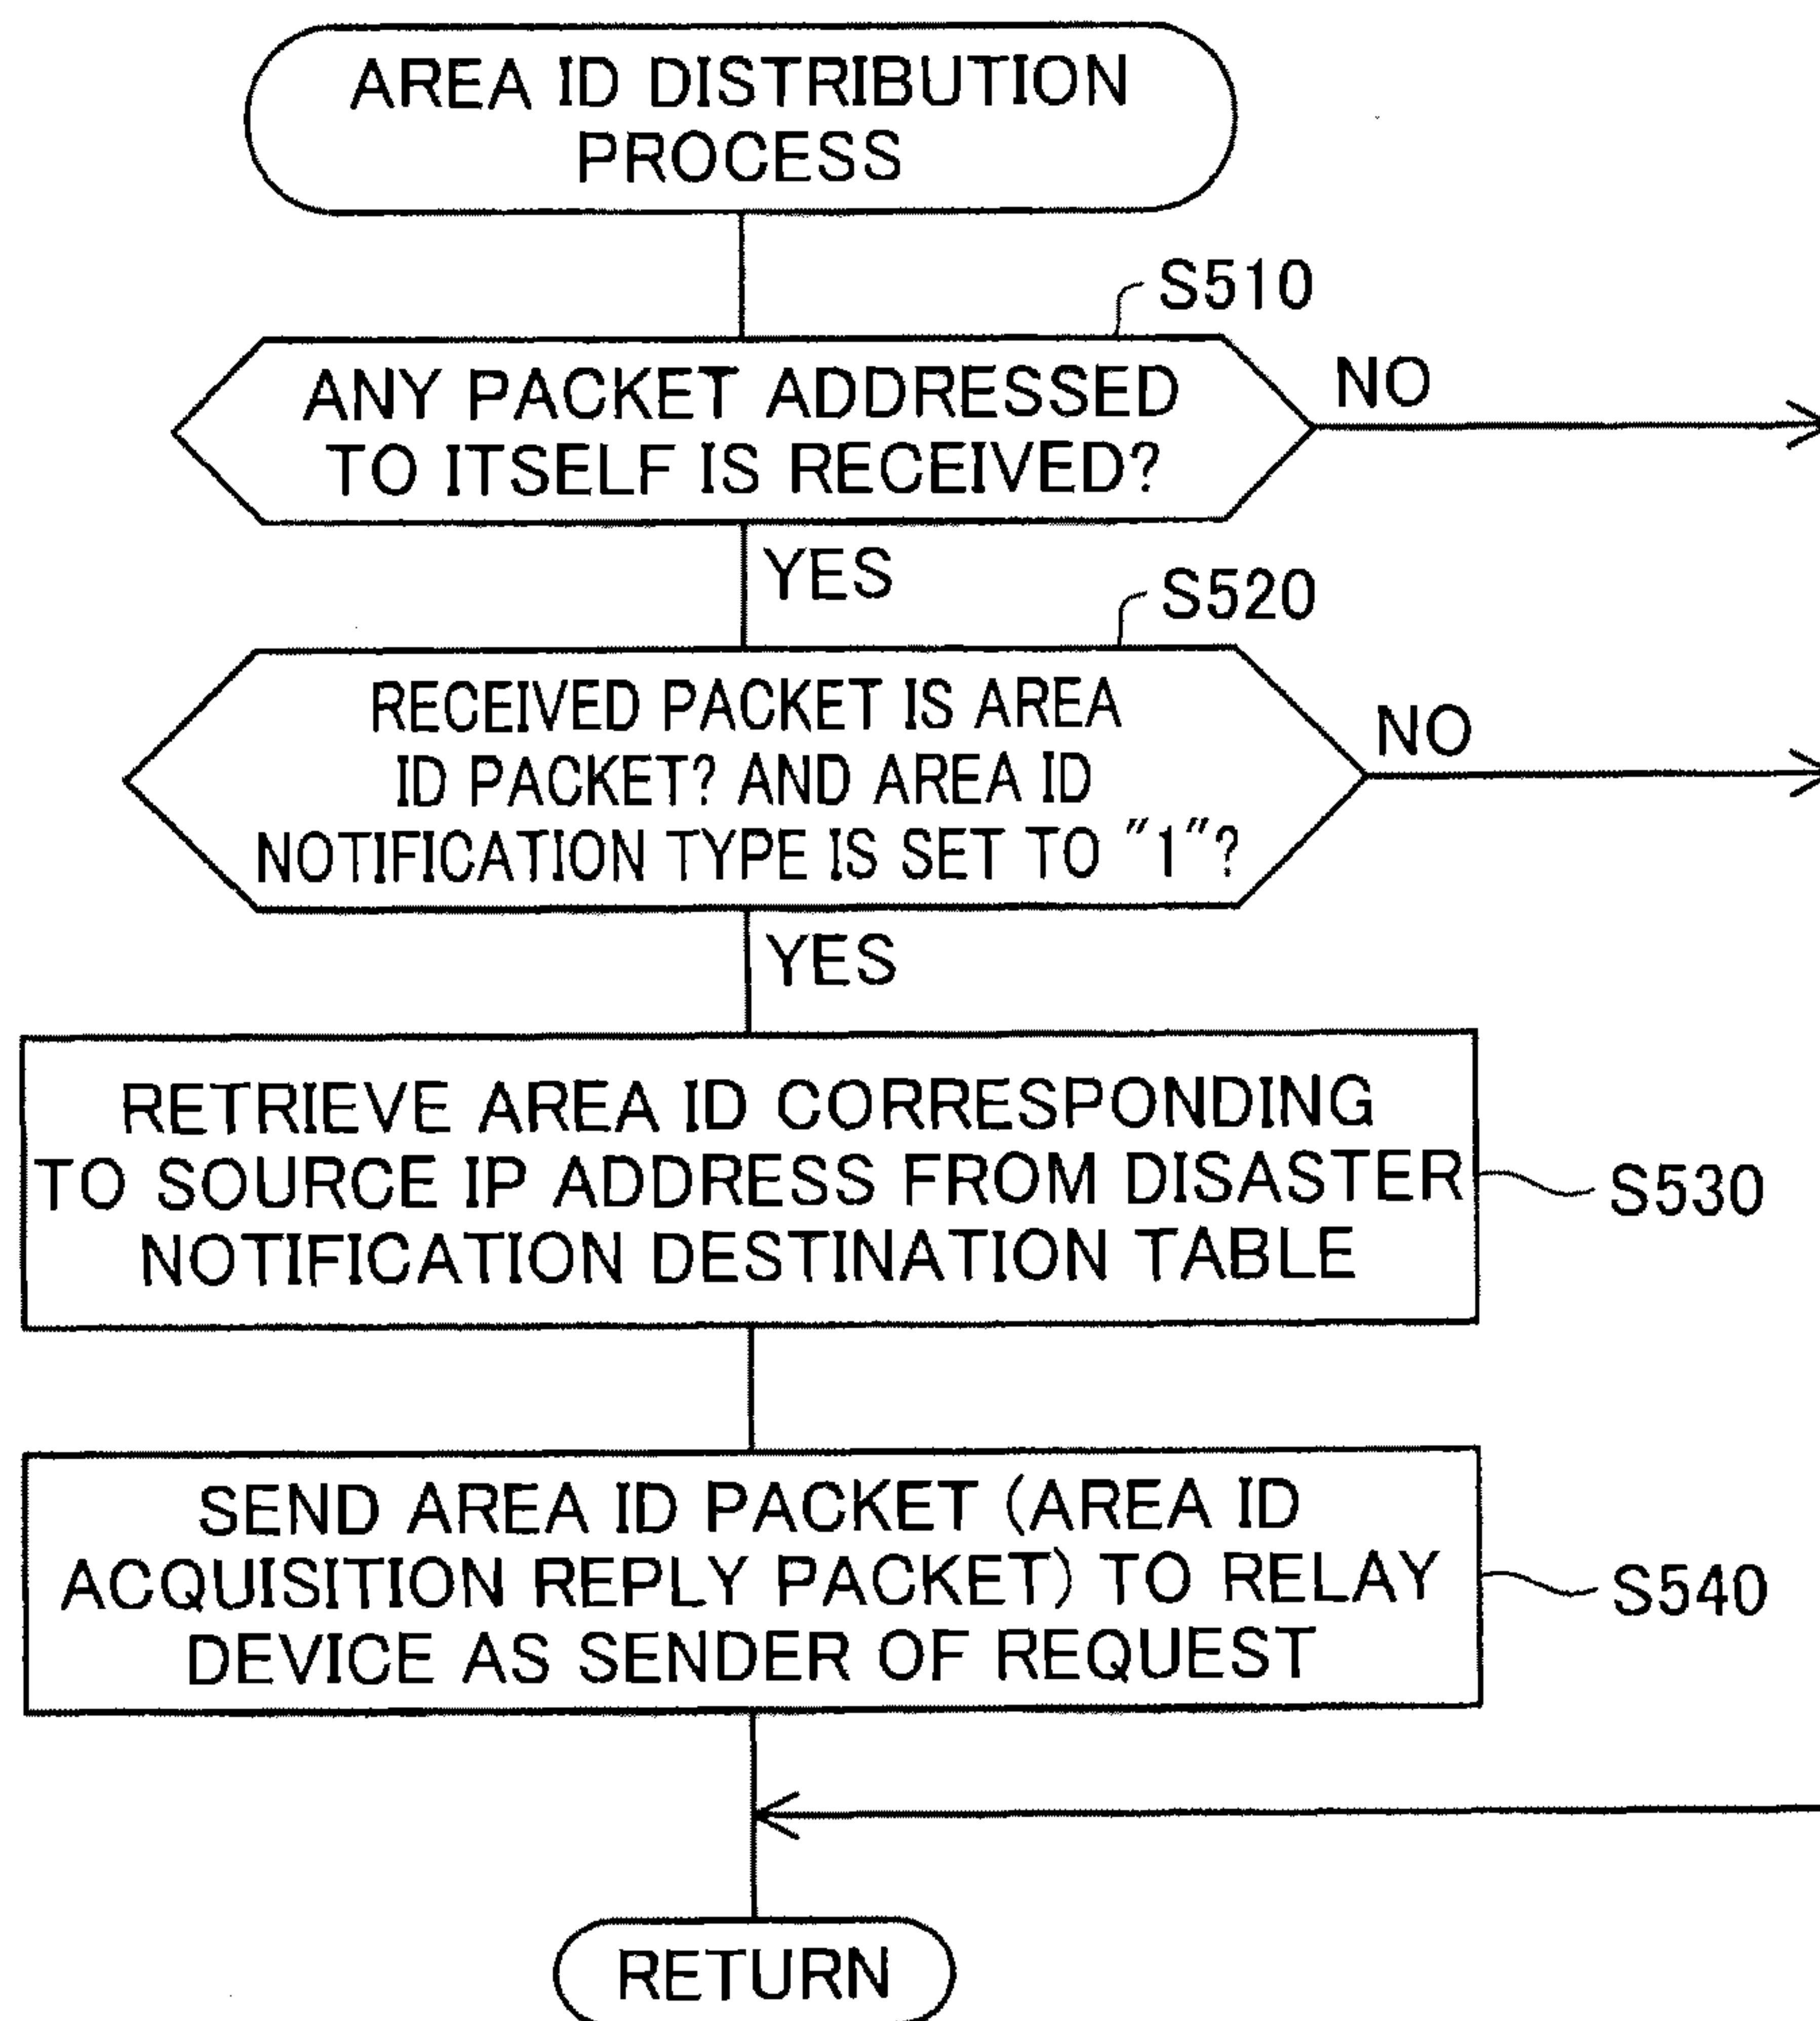 AREA ID DISTRIBUTION
PROCESS
S510
ANY PACKET ADDRESSED
TO ITSELF IS RECEIVED?
NO
YES
S520
RECEIVED PACKET IS AREA
ID PACKET? AND AREA ID
NOTIFICATION TYPE IS SET TO "1"?
NO
YES
RETRIEVE AREA ID CORRESPONDING
TO SOURCE IP ADDRESS FROM DISASTER
NOTIFICATION DESTINATION TABLE
S530
SEND AREA ID PACKET (AREA ID
ACQUISITION REPLY PACKET) TO RELAY
DEVICE AS SENDER OF REQUEST
S540
RETURN